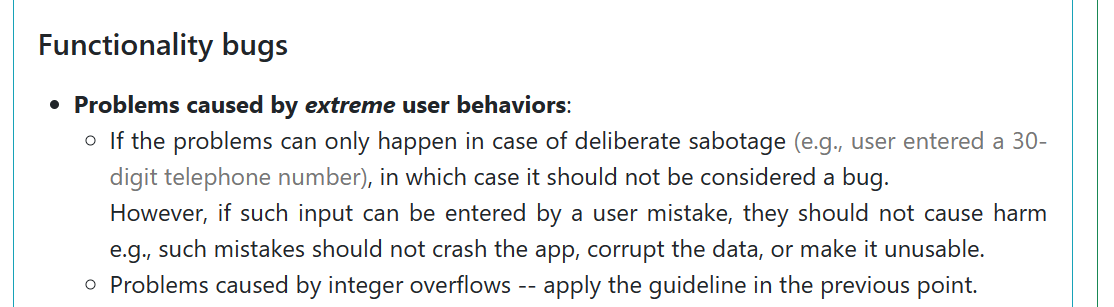 Functionality bugs
• Problems caused by extreme user behaviors:
○ If the problems can only happen in case of deliberate sabotage (e.g., user entered a 30-
digit telephone number), in which case it should not be considered a bug.
However, if such input can be entered by a user mistake, they should not cause harm
e.g., such mistakes should not crash the app, corrupt the data, or make it unusable.
○ Problems caused by integer overflows -- apply the guideline in the previous point.